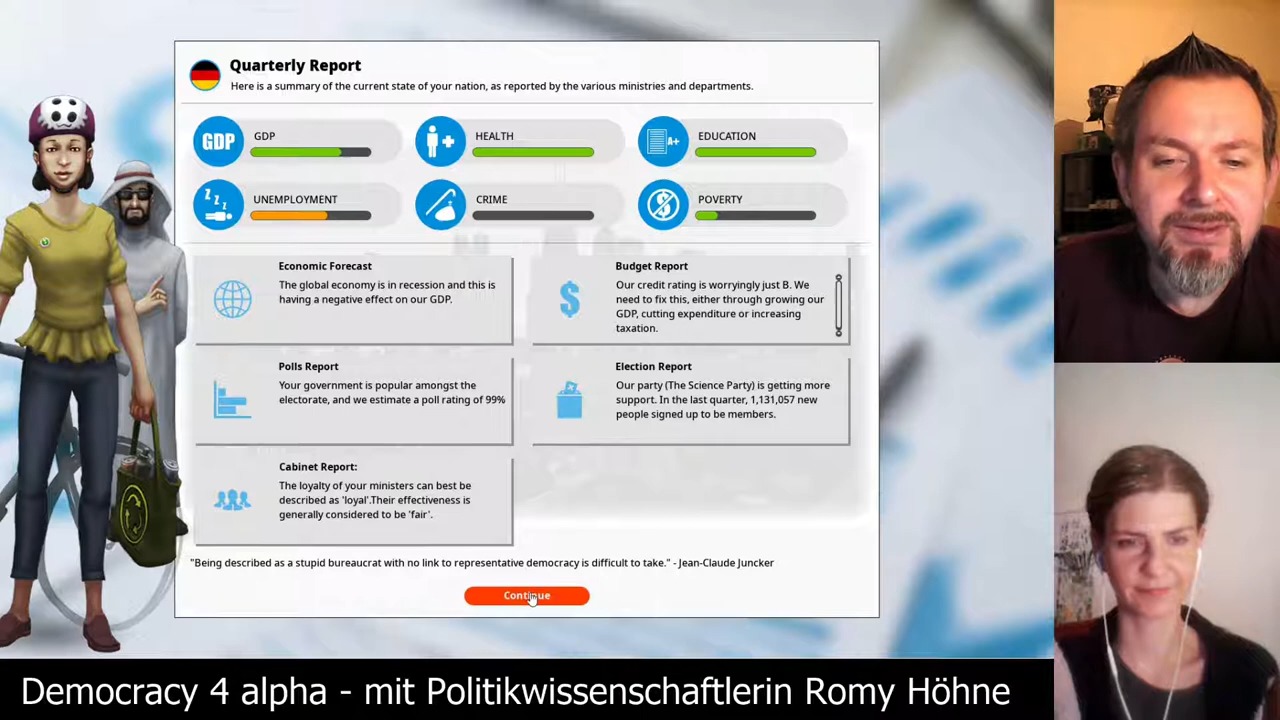 Quarterly Report
Here is a summary of the current state of your nation, as reported by the various ministries and departments.
GDP
GDP
HEALTH
A+
EDUCATION
Z Z Z
UNEMPLOYMENT
CRIME
POVERTY
Economic Forecast
The global economy is in recession and this is
having a negative effect on our GDP.
Budget Report
Our credit rating is worryingly just B. We
need to fix this, either through growing our
GDP, cutting expenditure or increasing
taxation.
Polls Report
Your government is popular amongst the
electorate, and we estimate a poll rating of 99%
Election Report
Our party (The Science Party) is getting more
support. In the last quarter, 1,131,057 new
people signed up to be members.
Cabinet Report:
The loyalty of your ministers can best be
described as 'loyal'.Their effectiveness is
generally considered to be 'fair'.
"Being described as a stupid bureaucrat with no link to representative democracy is difficult to take." - Jean-Claude Juncker
Continue
Democracy 4 alpha - mit Politikwissenschaftlerin Romy Höhne